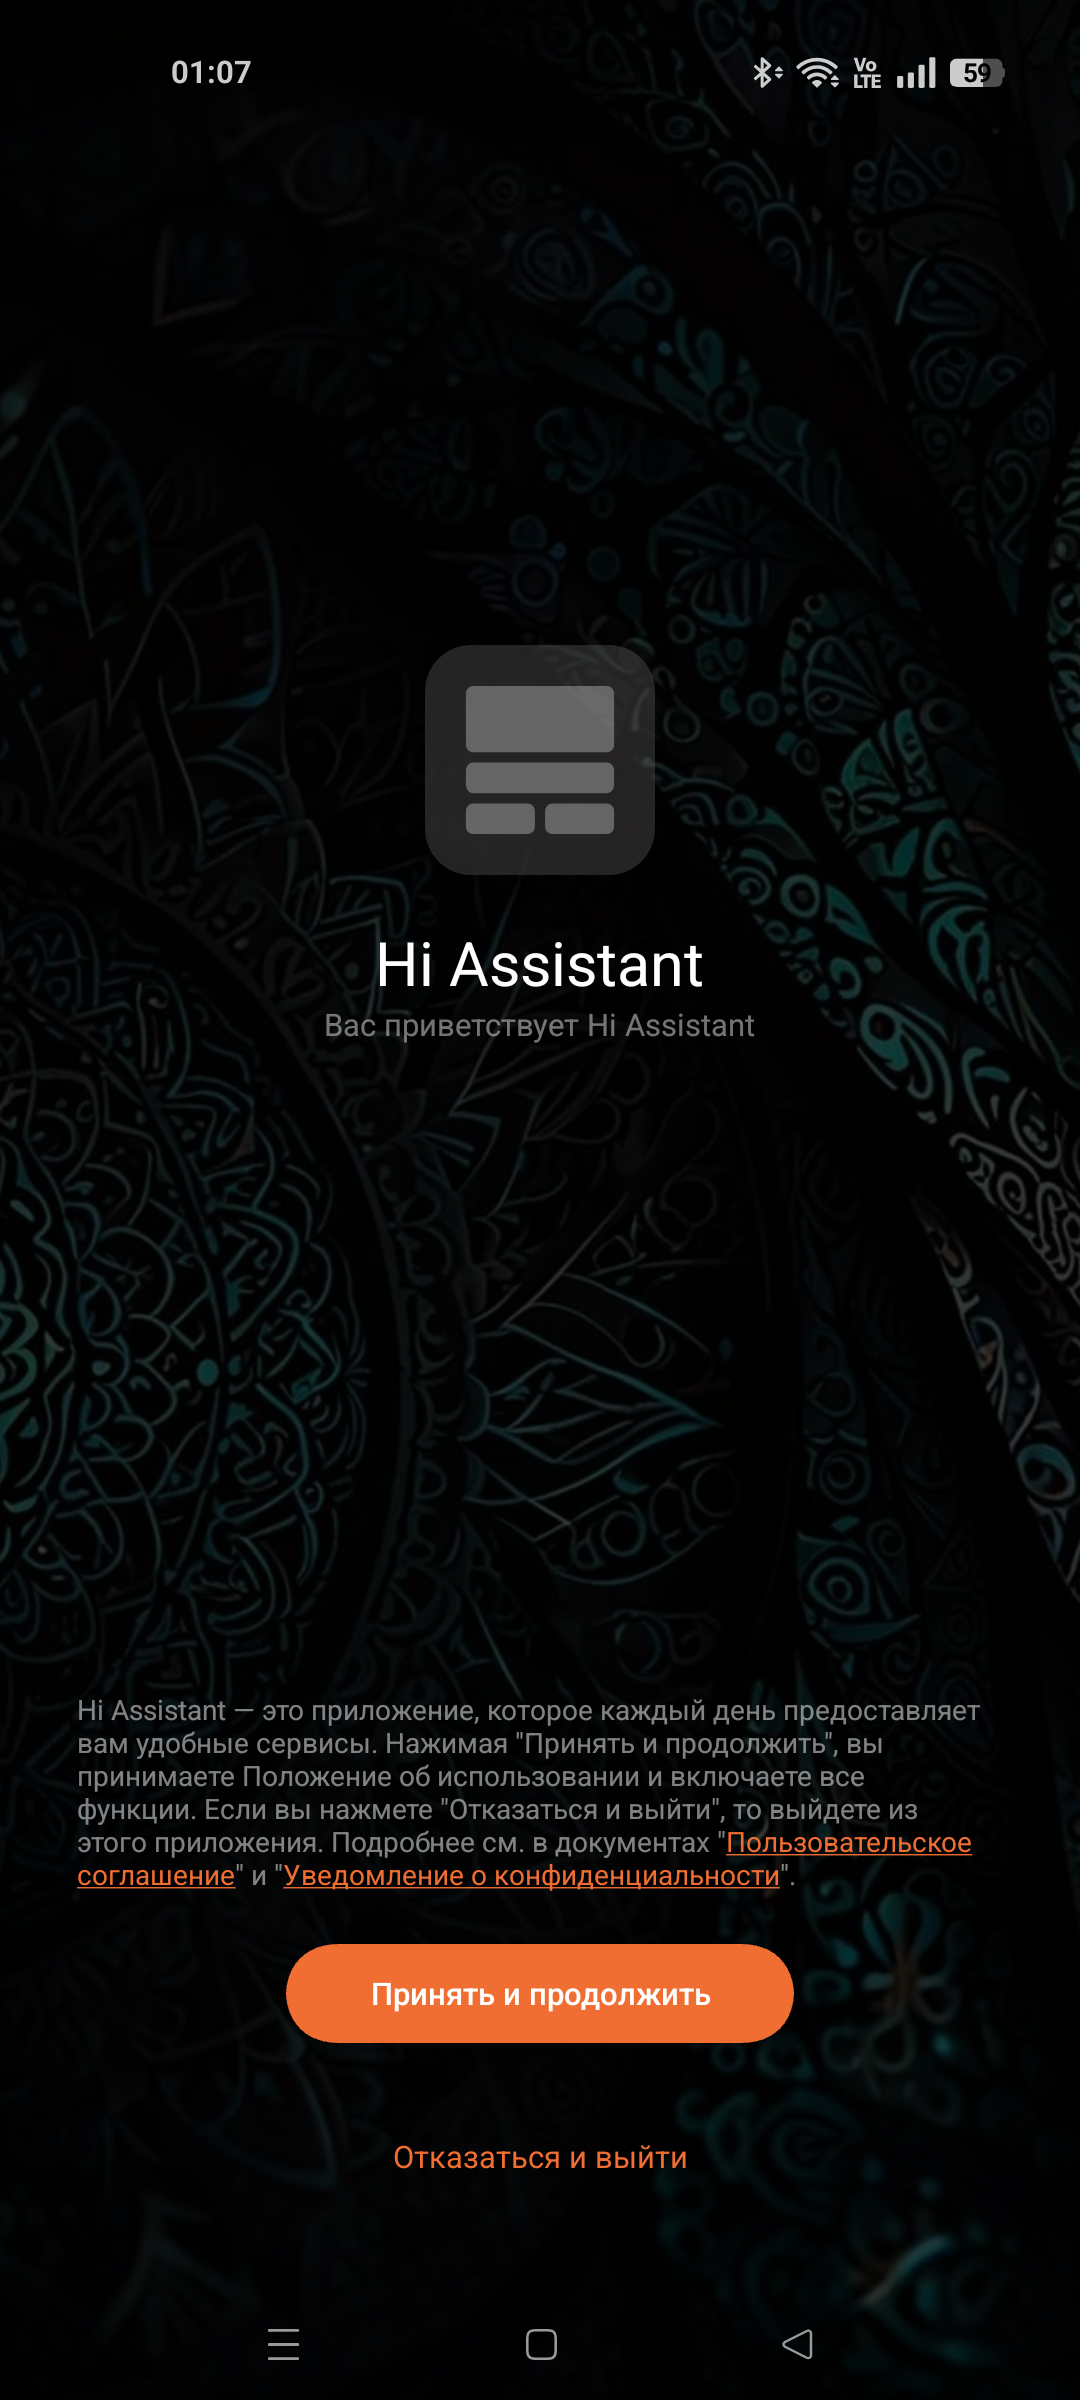 01:07
Vo
LTE
59
Hi Assistant
Вас приветствует Hi Assistant
Hi Assistant — это приложение, которое каждый день предоставляет
вам удобные сервисы. Нажимая "Принять и продолжить", вы
принимаете Положение об использовании и включаете все
функции. Если вы нажмете "Отказаться и выйти", то выйдете из
этого приложения. Подробнее см. в документах "Пользовательское
соглашение" и "Уведомление о конфиденциальности".
Принять и продолжить
Отказаться и выйти